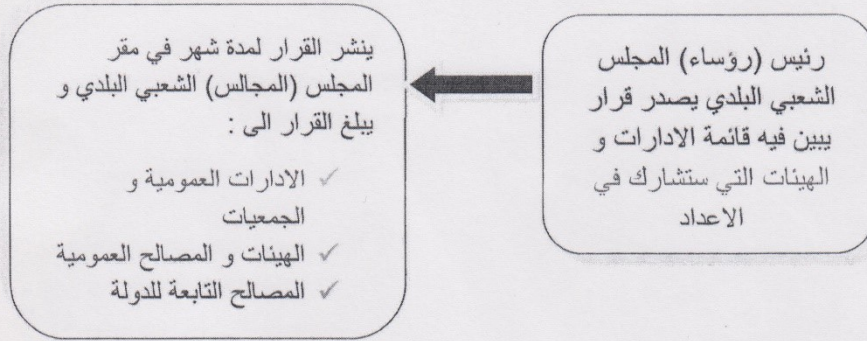 رئيس (رؤساء) المجلس
الشعبي البلدي يصدر قرار
يبين فيه قائمة الادارات و
الهيئات التي ستشارك في
الاعداد
ينشر القرار لمدة شهر في مقر
المجلس (المجالس) الشعبي البلدي و
يبلغ القرار الى :
✓ الادارات العمومية و
الجمعيات
✓ الهيئات و المصالح العمومية
✓ المصالح التابعة للدولة